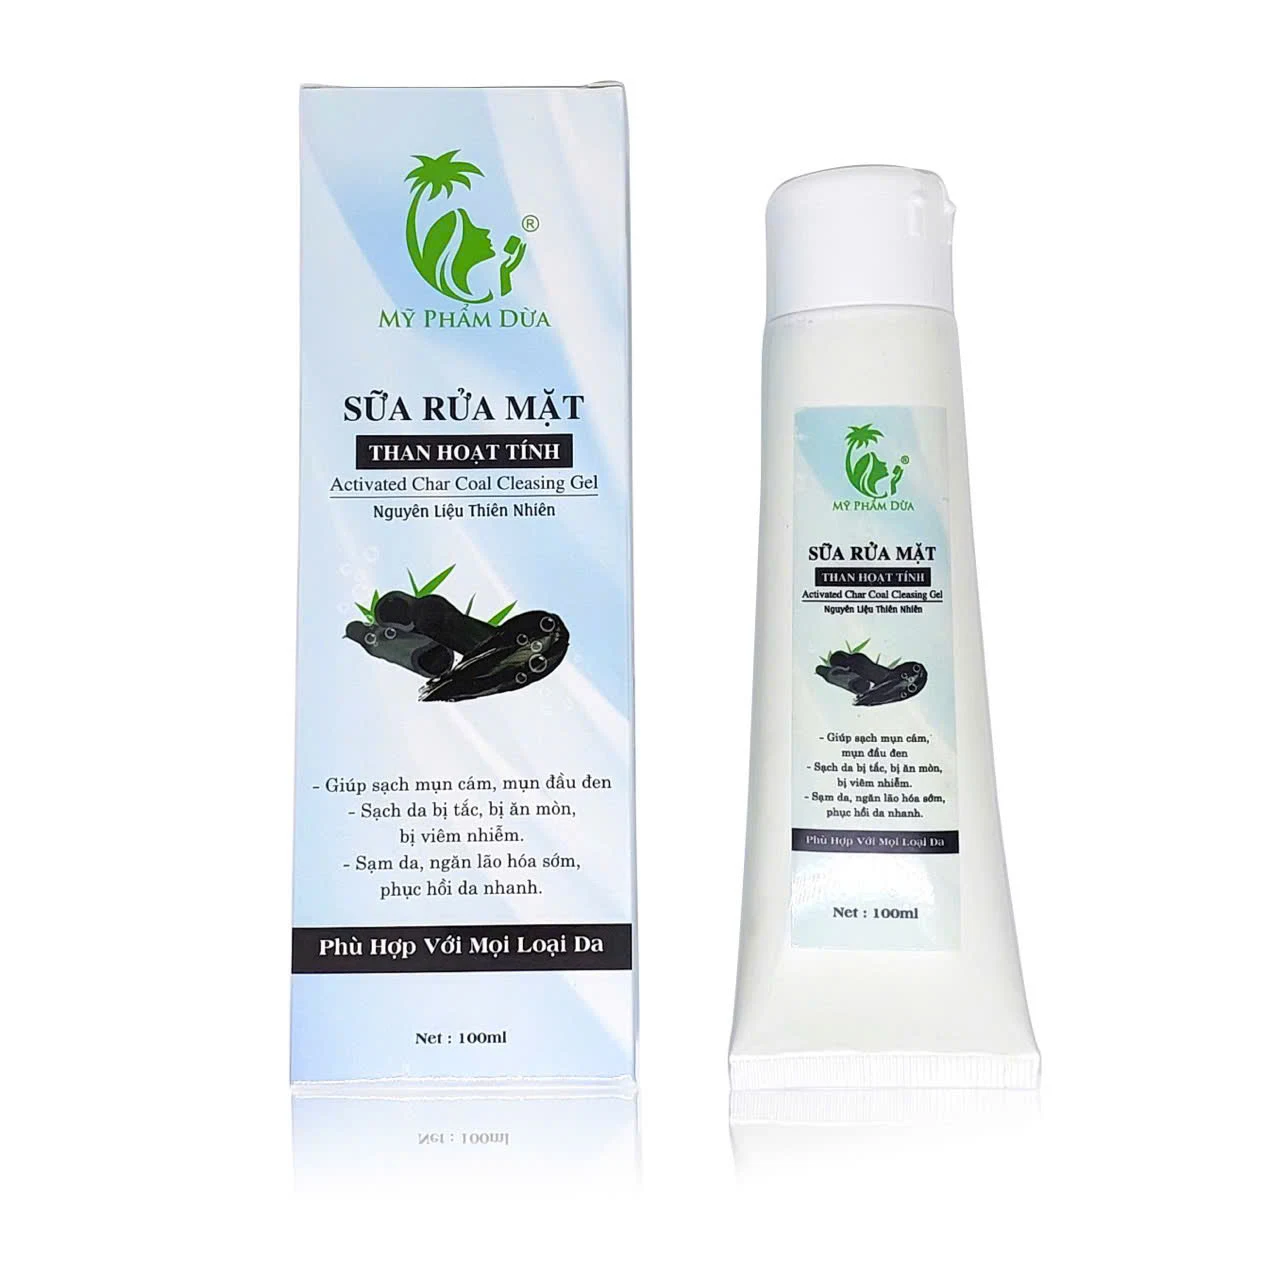 ®
MỸ PHẨM DỪA
SỮA RỬA MẶT
THAN HOẠT TÍNH
Activated Char Coal Cleasing Gel
Nguyên Liệu Thiên Nhiên
- Giúp sạch mụn cám, mụn đầu đen
- Sạch da bị tắc, bị ăn mòn,
bị viêm nhiễm.
- Sạm da, ngăn lão hóa sớm,
phục hồi da nhanh.
Phù Hợp Với Mọi Loại Da
Net : 100ml
®
MỸ PHẨM DỪA
SỮA RỬA MẶT
THAN HOẠT TÍNH
Activated Char Coal Cleasing Gel
Nguyên Liệu Thiên Nhiên
- Giúp sạch mụn cám,
mụn đầu đen
- Sạch da bị tắc, bị ăn mòn,
bị viêm nhiễm.
- Sạm da, ngăn lão hóa sớm,
phục hồi da nhanh.
Phù Hợp Với Mọi Loại Da
Net : 100ml